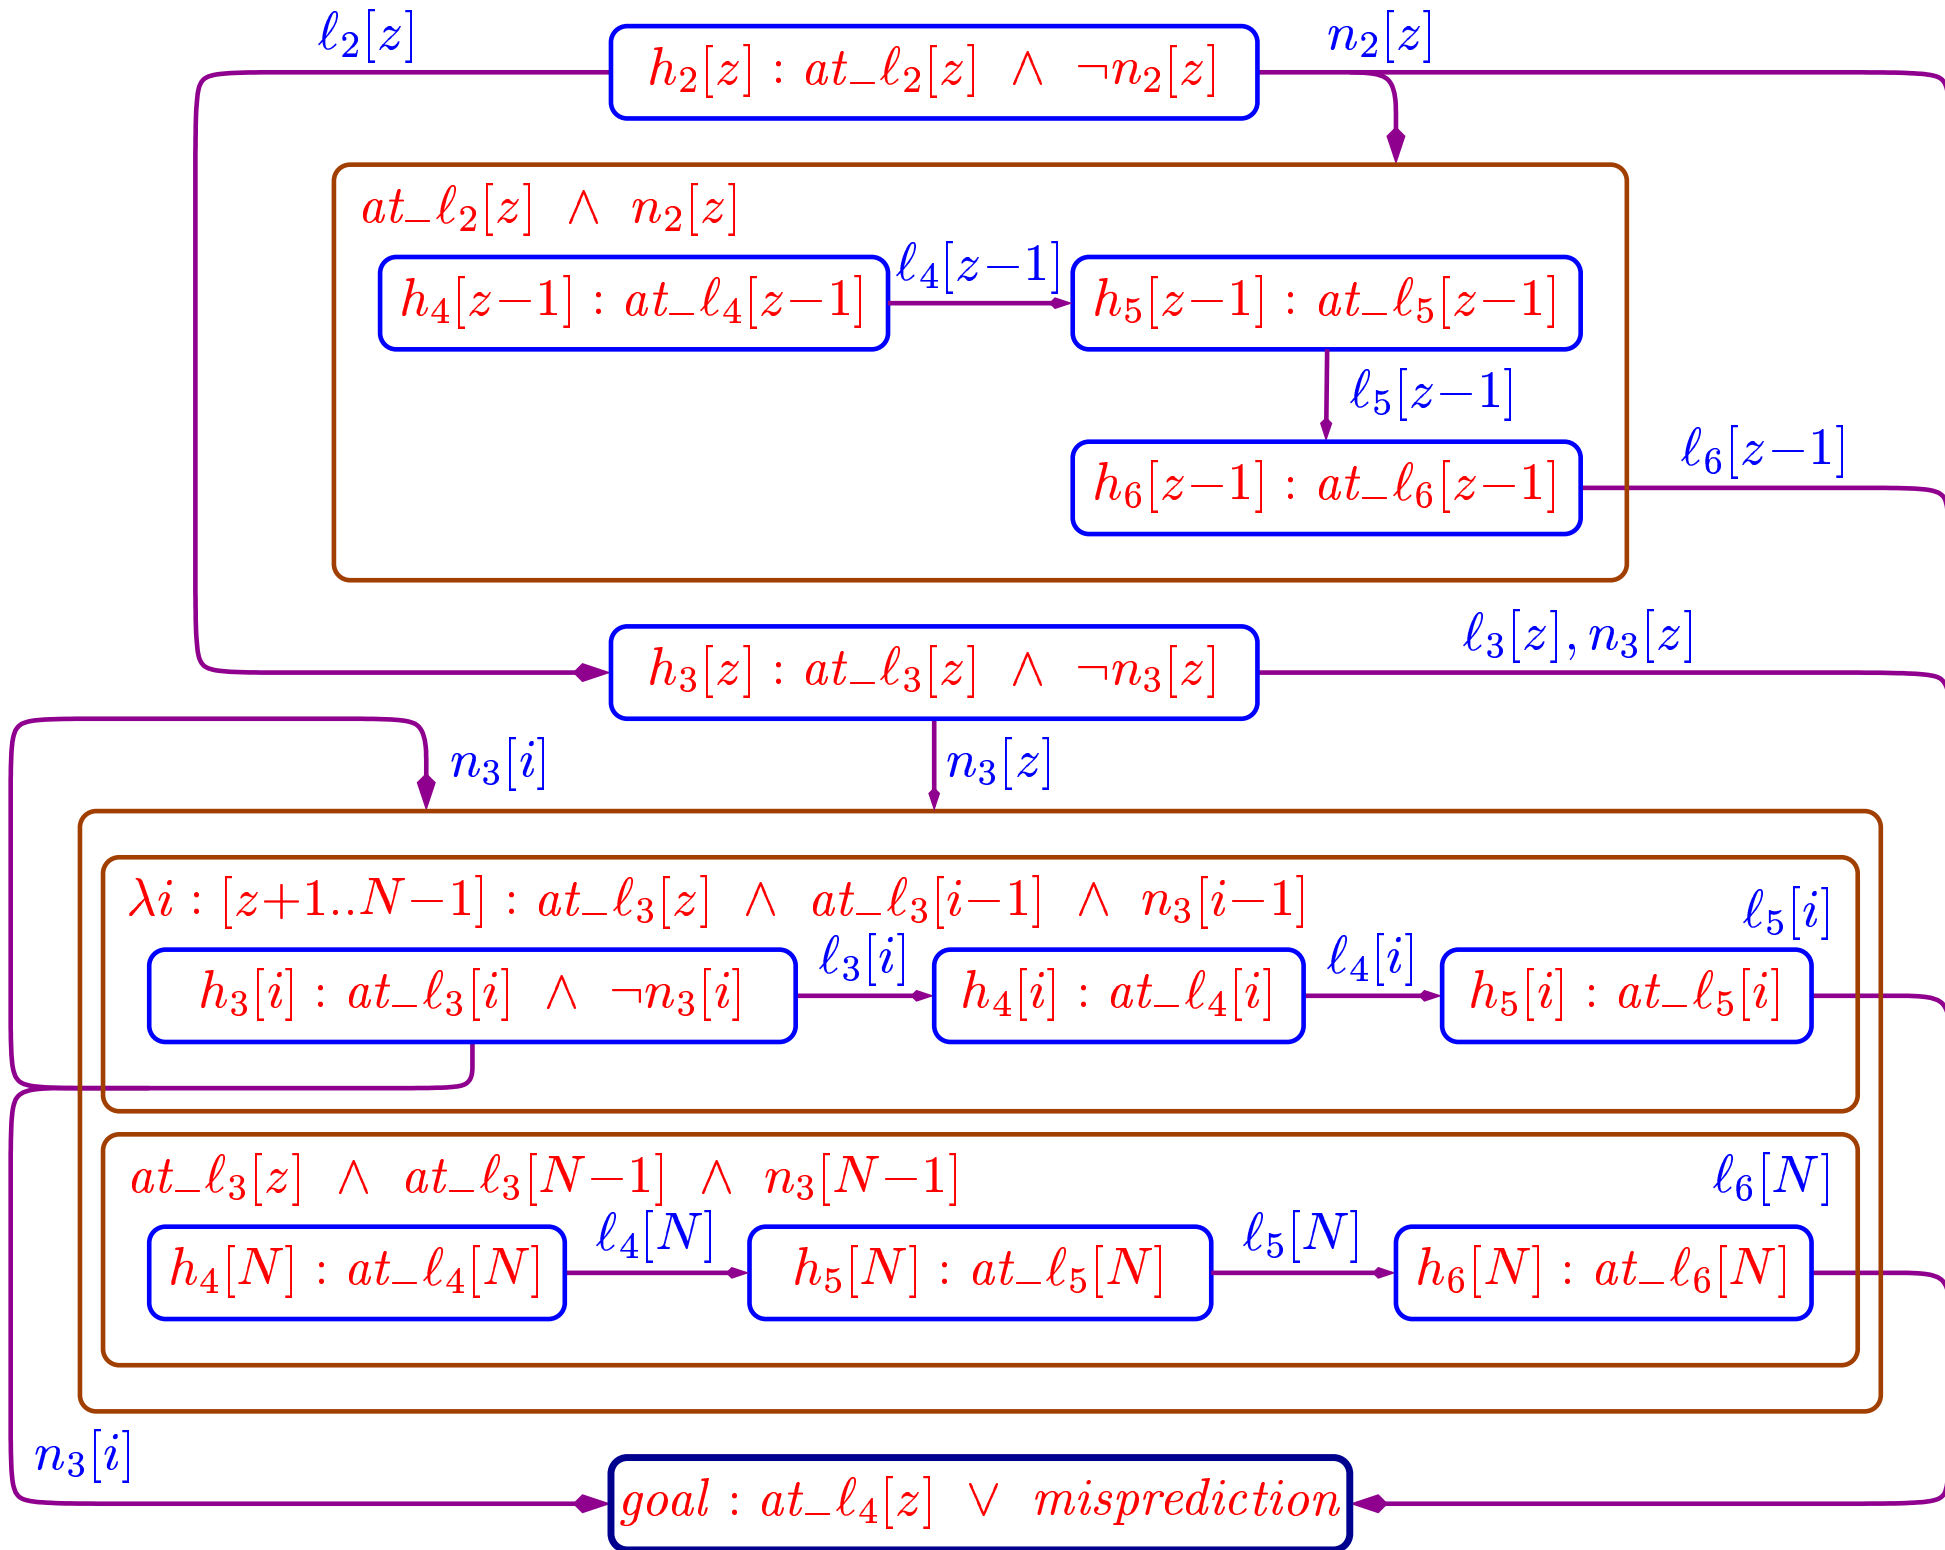 ℓ₂[z]
n₂[z]
h₂[z] : at_ℓ₂[z] ∧ ¬n₂[z]
at_ℓ₂[z] ∧ n₂[z]
ℓ₄[z−1]
h₄[z−1] : at_ℓ₄[z−1]
h₅[z−1] : at_ℓ₅[z−1]
ℓ₅[z−1]
ℓ₆[z−1]
h₆[z−1] : at_ℓ₆[z−1]
ℓ₃[z], n₃[z]
h₃[z] : at_ℓ₃[z] ∧ ¬n₃[z]
n₃[i]
n₃[z]
λi : [z+1..N−1] : at_ℓ₃[z] ∧ at_ℓ₃[i−1] ∧ n₃[i−1]
ℓ₅[i]
ℓ₃[i]
ℓ₄[i]
h₃[i] : at_ℓ₃[i] ∧ ¬n₃[i]
h₄[i] : at_ℓ₄[i]
h₅[i] : at_ℓ₅[i]
at_ℓ₃[z] ∧ at_ℓ₃[N−1] ∧ n₃[N−1]
ℓ₆[N]
ℓ₄[N]
ℓ₅[N]
h₄[N] : at_ℓ₄[N]
h₅[N] : at_ℓ₅[N]
h₆[N] : at_ℓ₆[N]
n₃[i]
goal : at_ℓ₄[z] ∨ misprediction